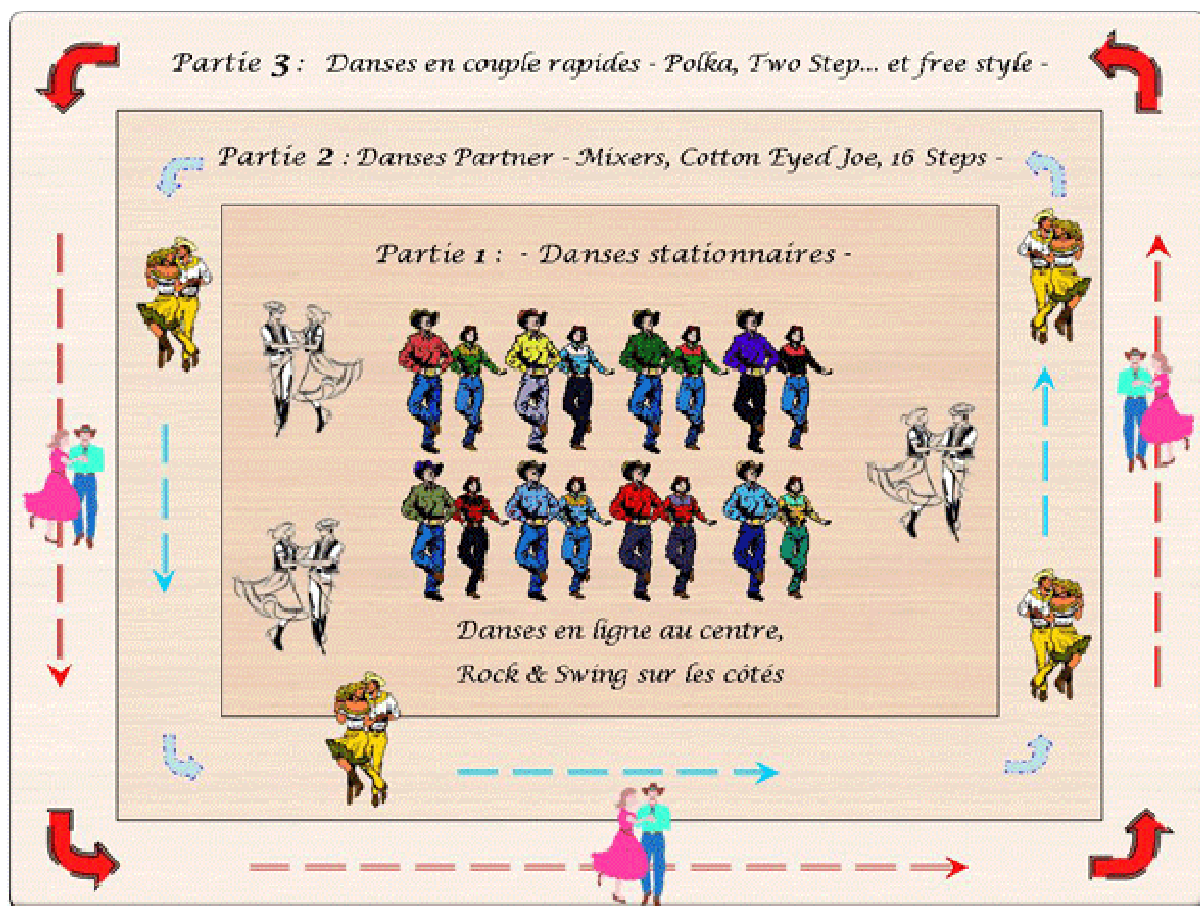 Partie 3 : Danses en couple rapides - Polka, Two Step... et free style -
Partie 2 : Danses Partner - Mixers, Cotton Eyed Joe, 16 Steps -
Partie 1 : - Danses stationnaires -
Danses en ligne au centre,
Rock & Swing sur les côtés